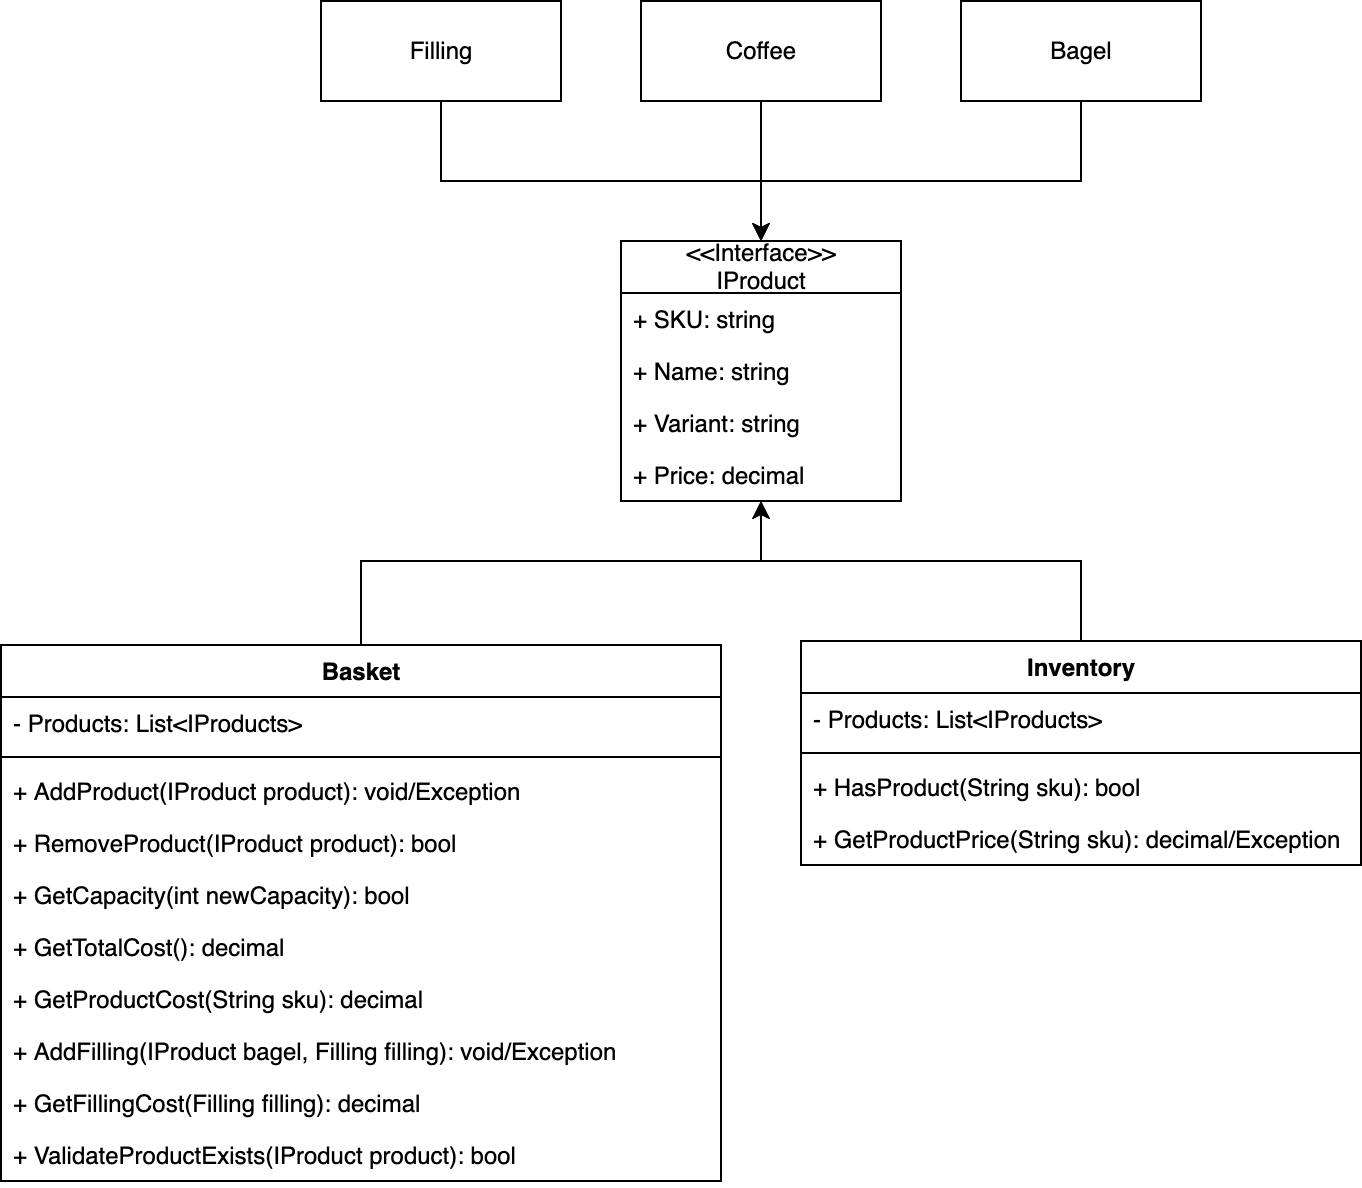 Filling
Coffee
Bagel
<<Interface>>
IProduct
+ SKU: string
+ Name: string
+ Variant: string
+ Price: decimal
Basket
- Products: List<IProducts>
+ AddProduct(IProduct product): void/Exception
+ RemoveProduct(IProduct product): bool
+ GetCapacity(int newCapacity): bool
+ GetTotalCost(): decimal
+ GetProductCost(String sku): decimal
+ AddFilling(IProduct bagel, Filling filling): void/Exception
+ GetFillingCost(Filling filling): decimal
+ ValidateProductExists(IProduct product): bool
Inventory
- Products: List<IProducts>
+ HasProduct(String sku): bool
+ GetProductPrice(String sku): decimal/Exception